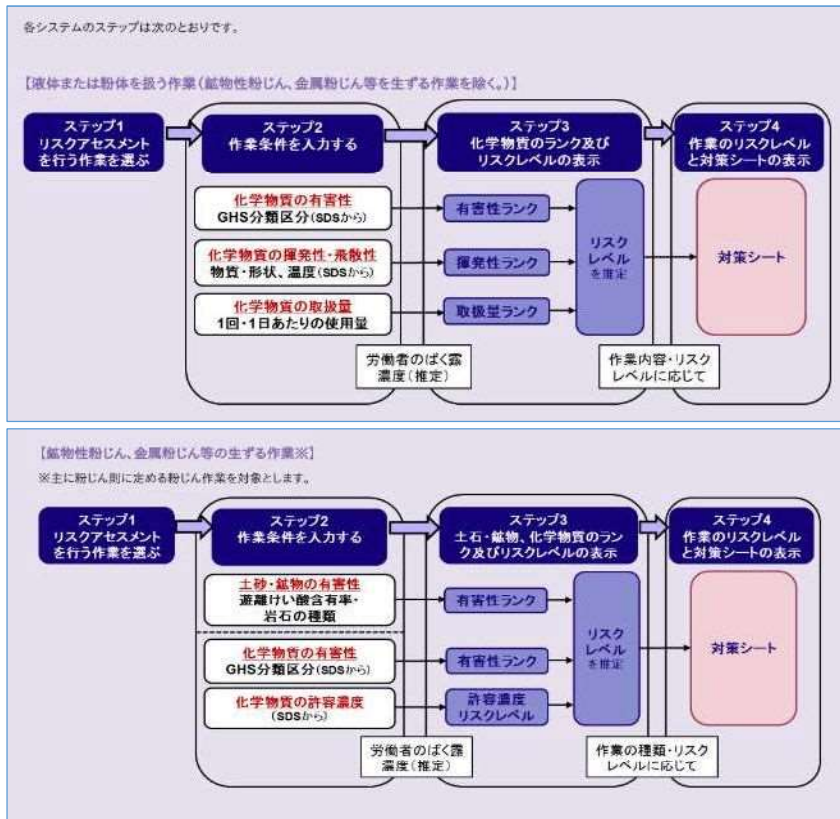 各システムのステップは次のとおりです。
【液体または粉体を扱う作業(鉱物性粉じん、金属粉じん等を生ずる作業を除く。)】
ステップ1
リスクアセスメント
を行う作業を選ぶ
ステップ2
作業条件を入力する
ステップ3
化学物質のランク及び
リスクレベルの表示
ステップ4
作業のリスクレベル
と対策シートの表示
化学物質の有害性
GHS分類区分(SDSから)
有害性ランク
化学物質の揮発性・飛散性
物質・形状、温度(SDSから)
揮発性ランク
化学物質の取扱量
1回・1日あたりの使用量
取扱量ランク
リスク
レベル
を推定
対策シート
労働者のばく露
濃度(推定)
作業内容・リスク
レベルに応じて
【鉱物性粉じん、金属粉じん等の生ずる作業※】
※主に粉じん則に定める粉じん作業を対象とします。
ステップ1
リスクアセスメント
を行う作業を選ぶ
ステップ2
作業条件を入力する
ステップ3
土石・鉱物、化学物質のラン
ク及びリスクレベルの表示
ステップ4
作業のリスクレベル
と対策シートの表示
土砂・鉱物の有害性
遊離けい酸含有率・
岩石の種類
有害性ランク
化学物質の有害性
GHS分類区分(SDSから)
有害性ランク
化学物質の許容濃度
(SDSから)
許容濃度
リスクレベル
リスク
レベル
を推定
対策シート
労働者のばく露
濃度(推定)
作業の種類・リスク
レベルに応じて